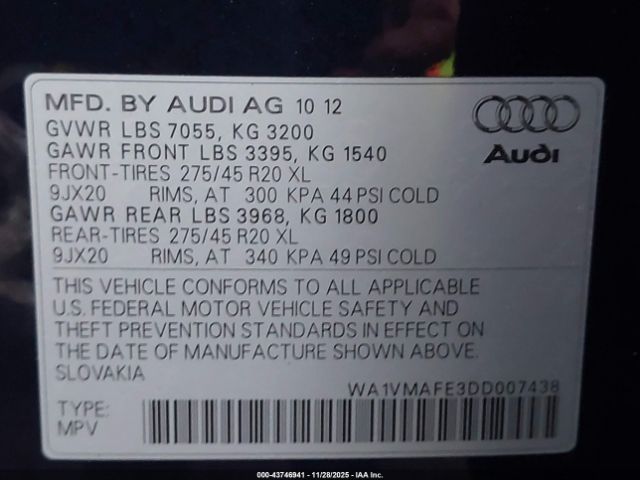 MFD. BY AUDI AG 10 12
GVWR LBS 7055, KG 3200
GAWR FRONT LBS 3395, KG 1540
FRONT-TIRES 275/45 R20 XL
9JX20 RIMS, AT 300 KPA 44 PSI COLD
GAWR REAR LBS 3968, KG 1800
REAR-TIRES 275/45 R20 XL
9JX20 RIMS, AT 340 KPA 49 PSI COLD
Audi
THIS VEHICLE CONFORMS TO ALL APPLICABLE
U.S. FEDERAL MOTOR VEHICLE SAFETY AND
THEFT PREVENTION STANDARDS IN EFFECT ON
THE DATE OF MANUFACTURE SHOWN ABOVE.
SLOVAKIA
WA1VMAFE3DD007438
TYPE:
MPV
000-43746941 - 11/28/2025 - IAA Inc.